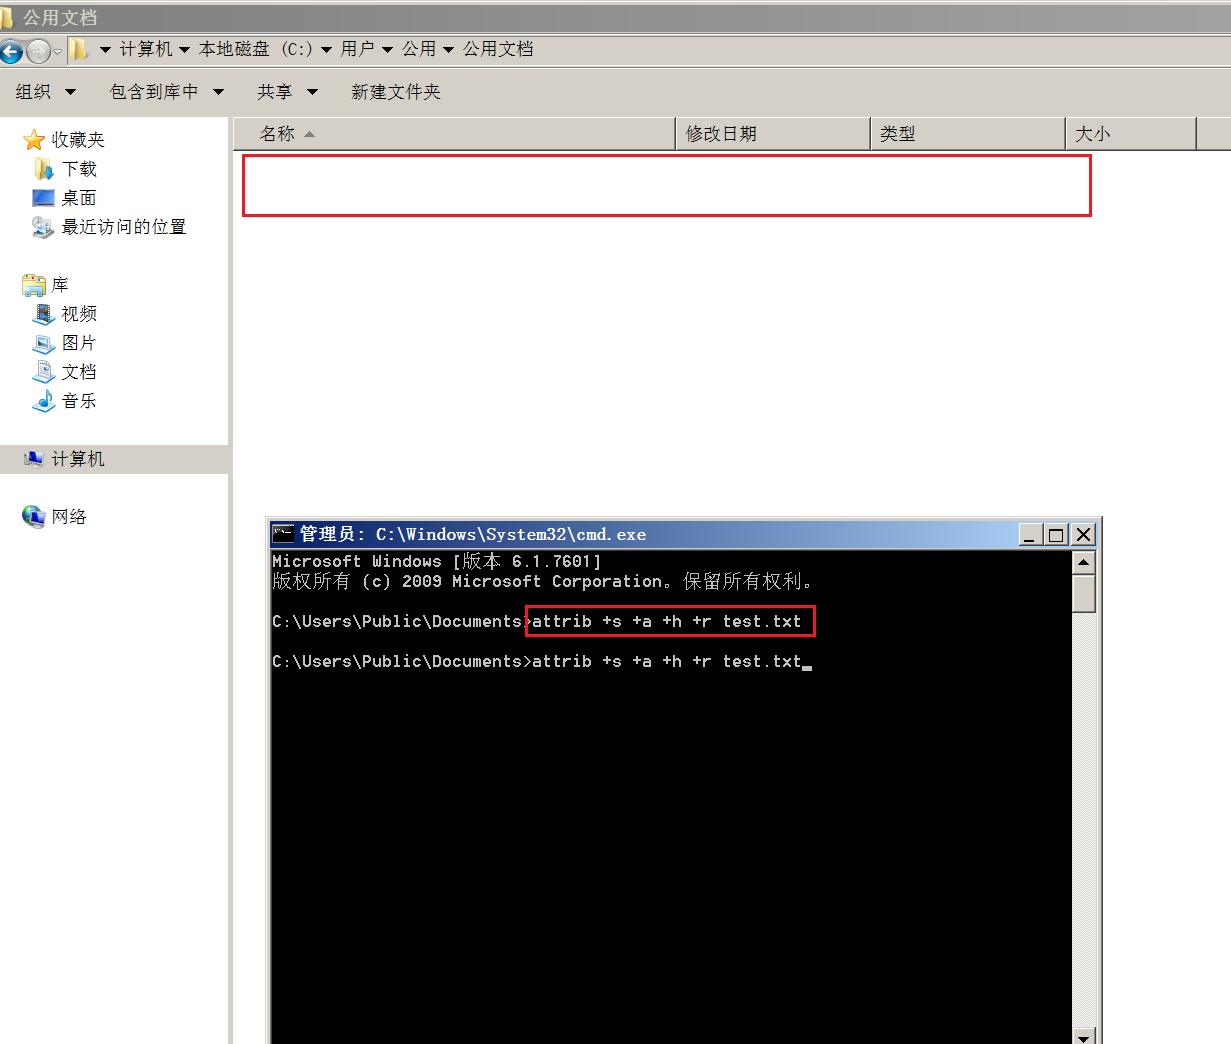 公用文档
计算机 本地磁盘 (C:) 用户 公用 公用文档
组织 包含到库中 共享 新建文件夹
名称 修改日期 类型 大小
收藏夹
下载
桌面
最近访问的位置
库
视频
图片
文档
音乐
计算机
网络
管理员: C:\Windows\System32\cmd.exe
Microsoft Windows [版本 6.1.7601]
版权所有 (c) 2009 Microsoft Corporation。保留所有权利。
C:\Users\Public\Documents>attrib +s +a +h +r test.txt
C:\Users\Public\Documents>attrib +s +a +h +r test.txt_